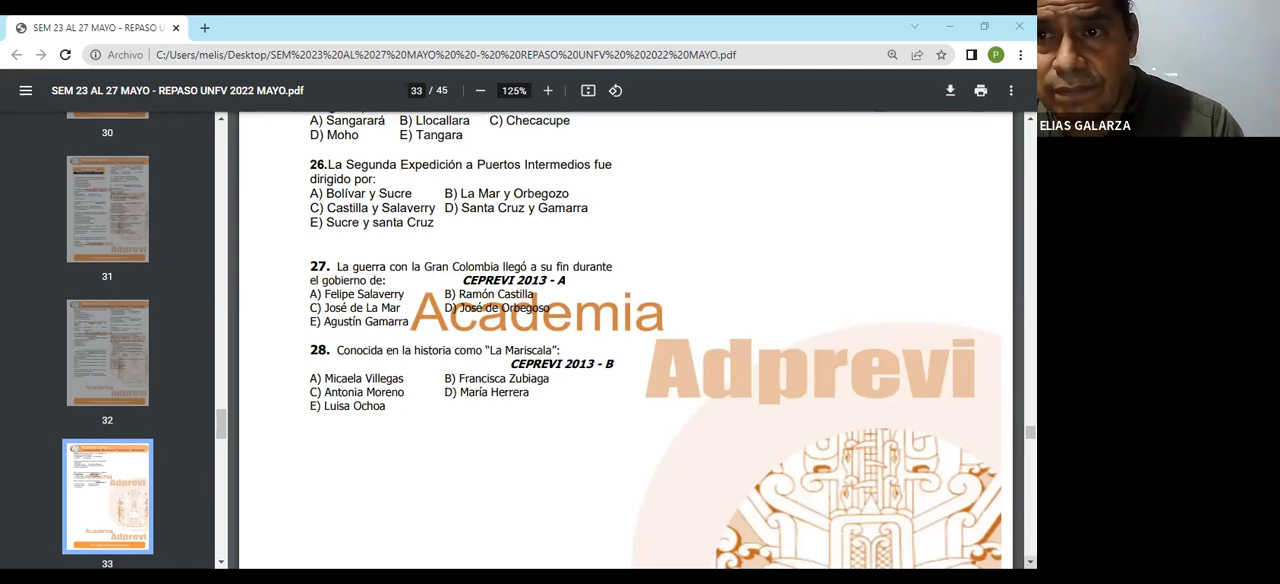 SEM 23 AL 27 MAYO - REPASO U
Archivo
C:/Users/melis/Desktop/SEM%2023%20AL%2027%20MAYO%20%20-%20%20REPASO%20UNFV%20%202022%20MAYO.pdf
P
SEM 23 AL 27 MAYO - REPASO UNFV 2022 MAYO.pdf
33 / 45
125%
ELIAS GALARZA
30
31
32
33
A) Sangarará B) Llocallara C) Checacupe
D) Moho E) Tangara
26.La Segunda Expedición a Puertos Intermedios fue
dirigido por:
A) Bolívar y Sucre B) La Mar y Orbegozo
C) Castilla y Salaverry D) Santa Cruz y Gamarra
E) Sucre y santa Cruz
27. La guerra con la Gran Colombia llegó a su fin durante
el gobierno de: CEPREVI 2013 - A
A) Felipe Salaverry B) Ramón Castilla
C) José de La Mar D) José de Orbegoso
E) Agustín Gamarra
28. Conocida en la historia como “La Mariscala”:
CEPREVI 2013 - B
A) Micaela Villegas B) Francisca Zubiaga
C) Antonia Moreno D) María Herrera
E) Luisa Ochoa
Academia
Adprevi